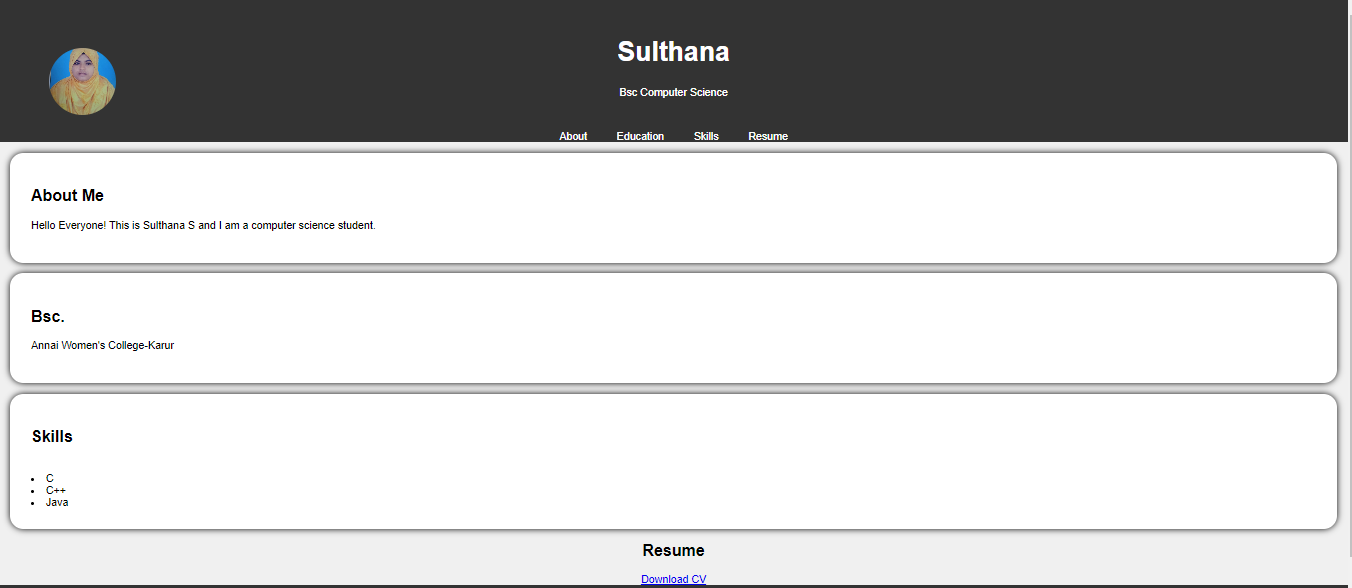 Sulthana
Bsc Computer Science
About Education Skills Resume
About Me
Hello Everyone! This is Sulthana S and I am a computer science student.
Bsc.
Annai Women's College-Karur
Skills
C
C++
Java
Resume
Download CV